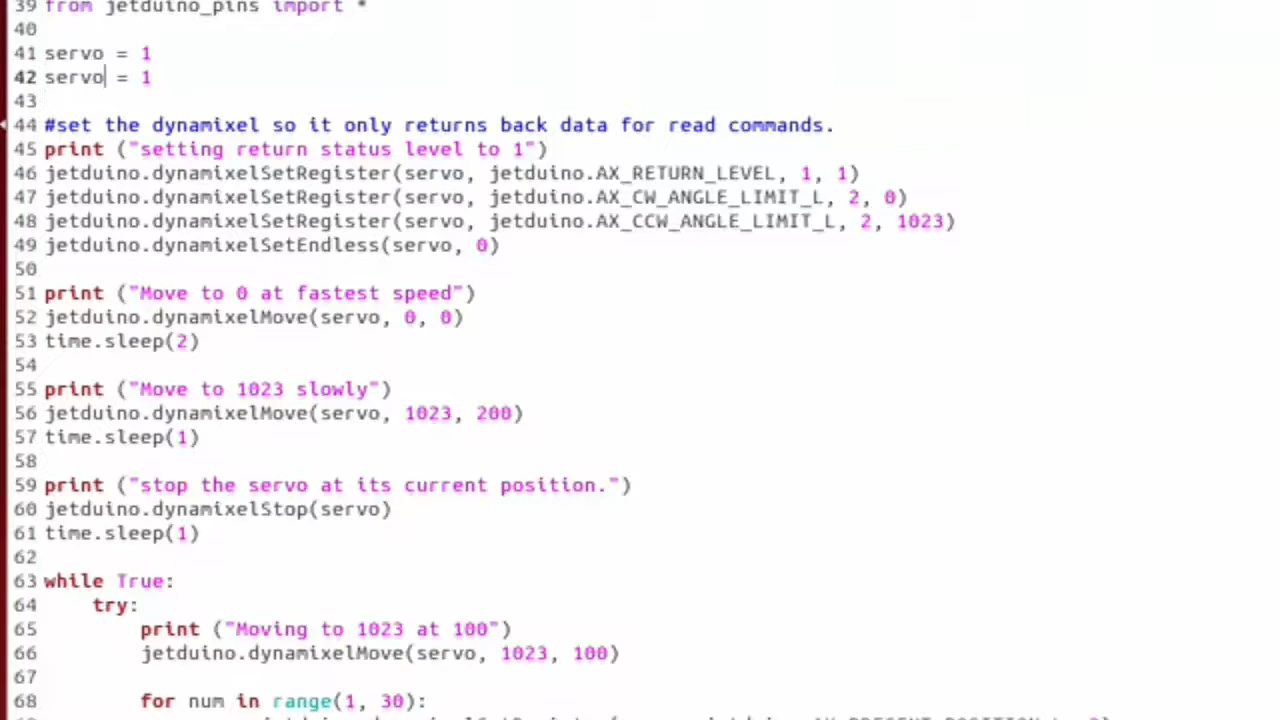 39 from jetduino_pins import *
40
41 servo = 1
42 servo = 1
43
44 #set the dynamixel so it only returns back data for read commands.
45 print ("setting return status level to 1")
46 jetduino.dynamixelSetRegister(servo, jetduino.AX_RETURN_LEVEL, 1, 1)
47 jetduino.dynamixelSetRegister(servo, jetduino.AX_CW_ANGLE_LIMIT_L, 2, 0)
48 jetduino.dynamixelSetRegister(servo, jetduino.AX_CCW_ANGLE_LIMIT_L, 2, 1023)
49 jetduino.dynamixelSetEndless(servo, 0)
50
51 print ("Move to 0 at fastest speed")
52 jetduino.dynamixelMove(servo, 0, 0)
53 time.sleep(2)
54
55 print ("Move to 1023 slowly")
56 jetduino.dynamixelMove(servo, 1023, 200)
57 time.sleep(1)
58
59 print ("stop the servo at its current position.")
60 jetduino.dynamixelStop(servo)
61 time.sleep(1)
62
63 while True:
64     try:
65         print ("Moving to 1023 at 100")
66         jetduino.dynamixelMove(servo, 1023, 100)
67
68         for num in range(1, 30):